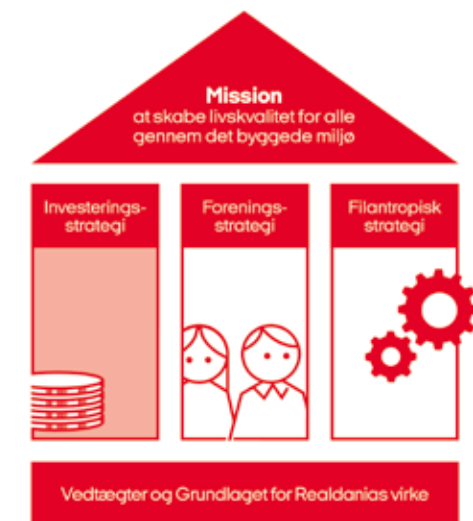 Mission
at skabe livskvalitet for alle
gennem det byggede miljø
Investerings-
strategi
Forenings-
strategi
Filantropisk
strategi
Vedtægter og Grundlaget for Realdanias virke